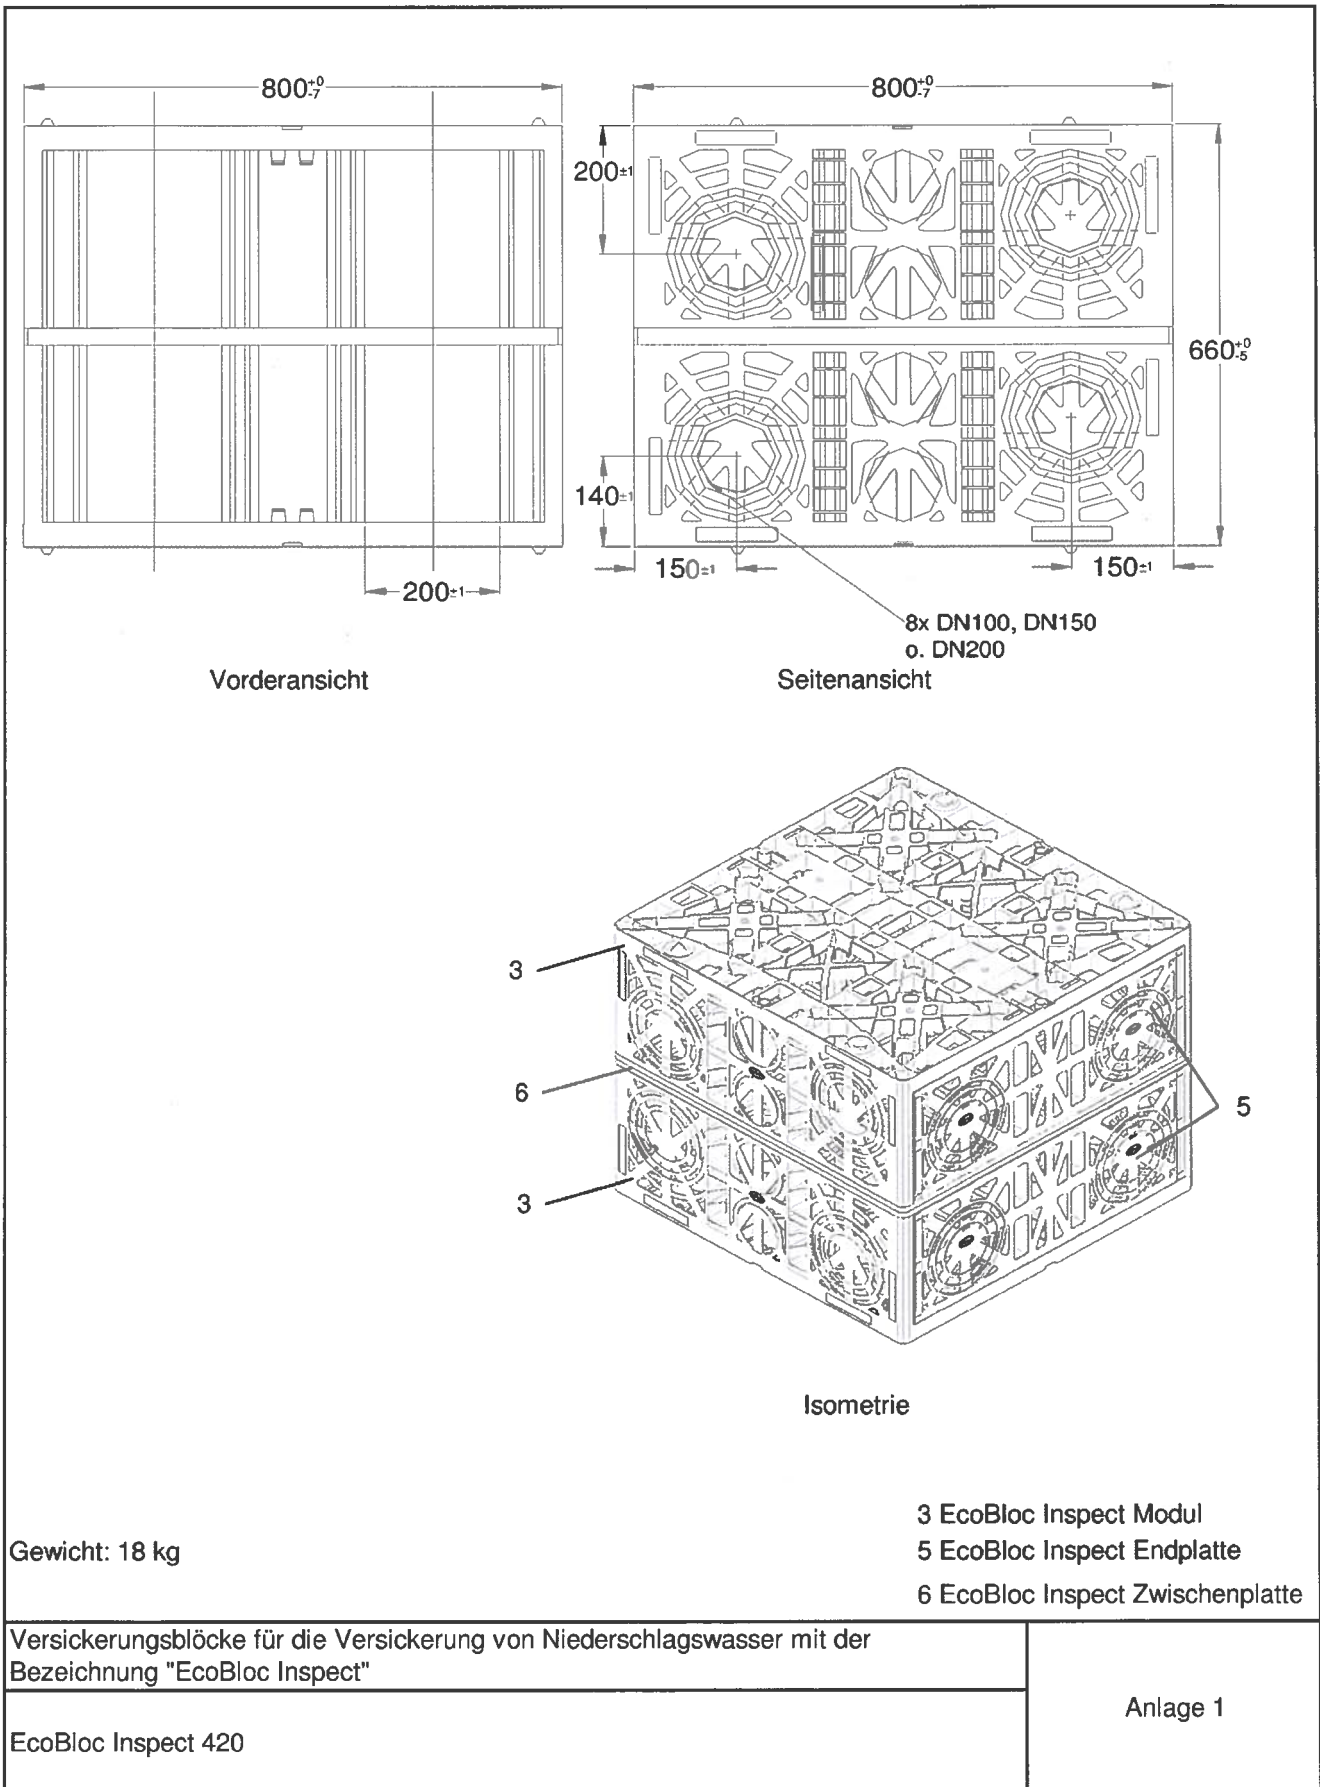 800+0-7
800+0-7
200±1
660+0-5
140±1
150±1
150±1
200±1
8x DN100, DN150
o. DN200
Vorderansicht
Seitenansicht
3
6
5
3
Isometrie
3 EcoBloc Inspect Modul
Gewicht: 18 kg
5 EcoBloc Inspect Endplatte
6 EcoBloc Inspect Zwischenplatte
Versickerungsblöcke für die Versickerung von Niederschlagswasser mit der
Bezeichnung "EcoBloc Inspect"
Anlage 1
EcoBloc Inspect 420